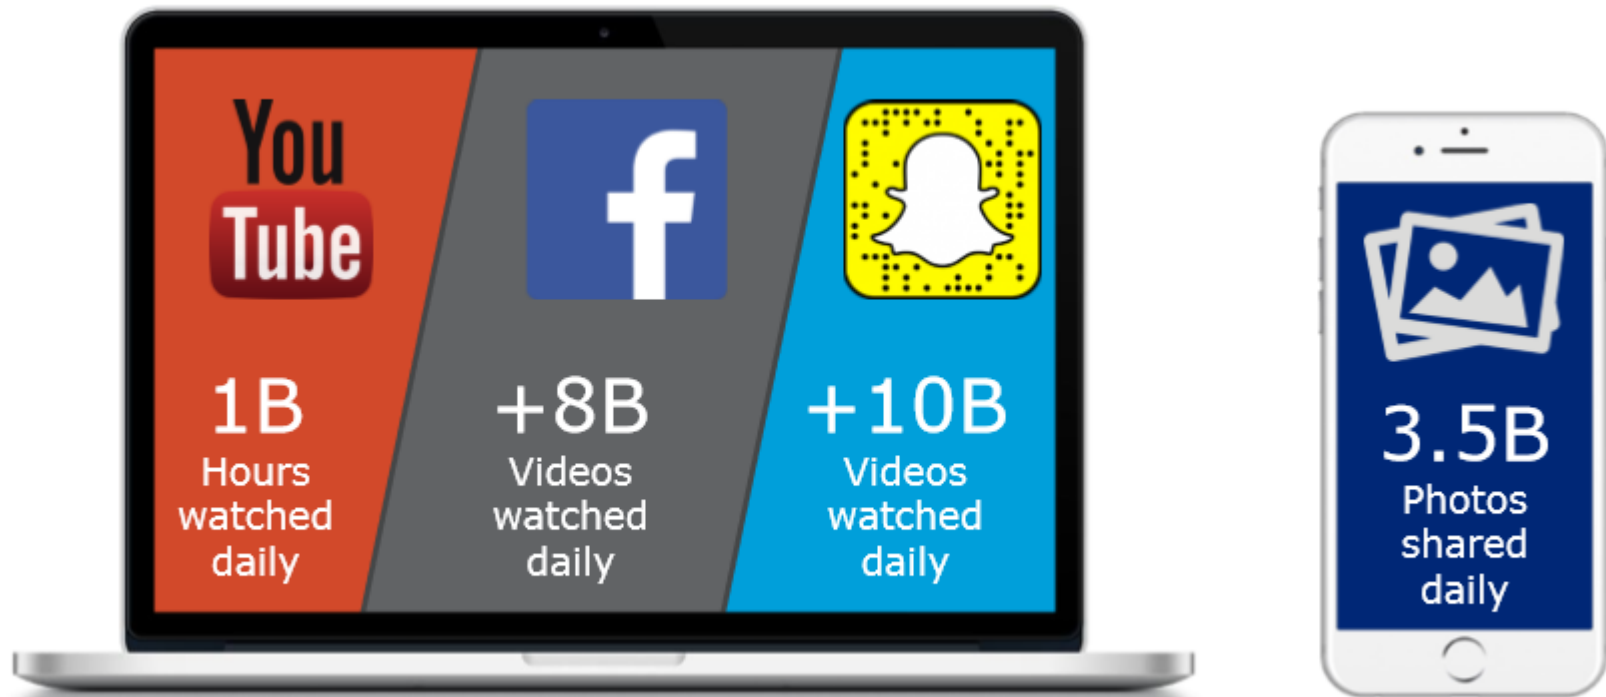 You
Tube
f
1B
Hours
watched
daily
+8B
Videos
watched
daily
+10B
Videos
watched
daily
3.5B
Photos
shared
daily